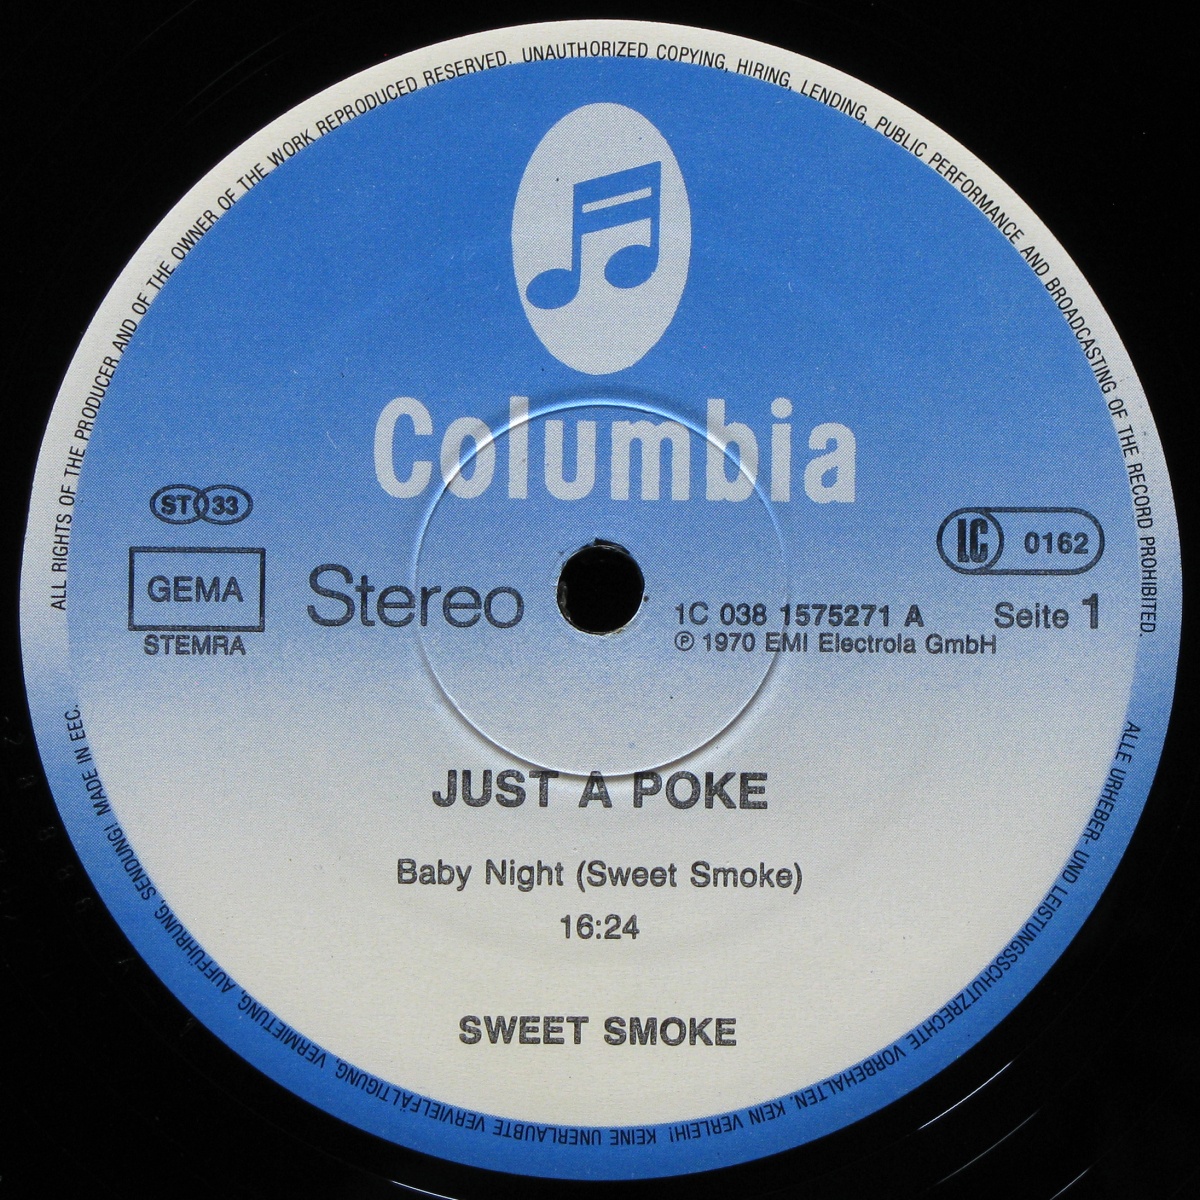 ALL RIGHTS OF THE PRODUCER AND OF THE OWNER OF THE WORK REPRODUCED RESERVED. UNAUTHORIZED COPYING, HIRING, LENDING, PUBLIC PERFORMANCE AND BROADCASTING OF THE RECORD PROHIBITED.
Columbia
ST 33
GEMA
STEMRA
Stereo
LC 0162
1C 038 1575271 A
Seite 1
℗ 1970 EMI Electrola GmbH
JUST A POKE
Baby Night (Sweet Smoke)
16:24
SWEET SMOKE
ALLE URHEBER- UND LEISTUNGSSCHUTZRECHTE VORBEHALTEN. KEIN VERLEIH! KEINE UNERLAUBTE VERVIELFÄLTIGUNG, VERMIETUNG, AUFFÜHRUNG, SENDUNG! MADE IN EEC.